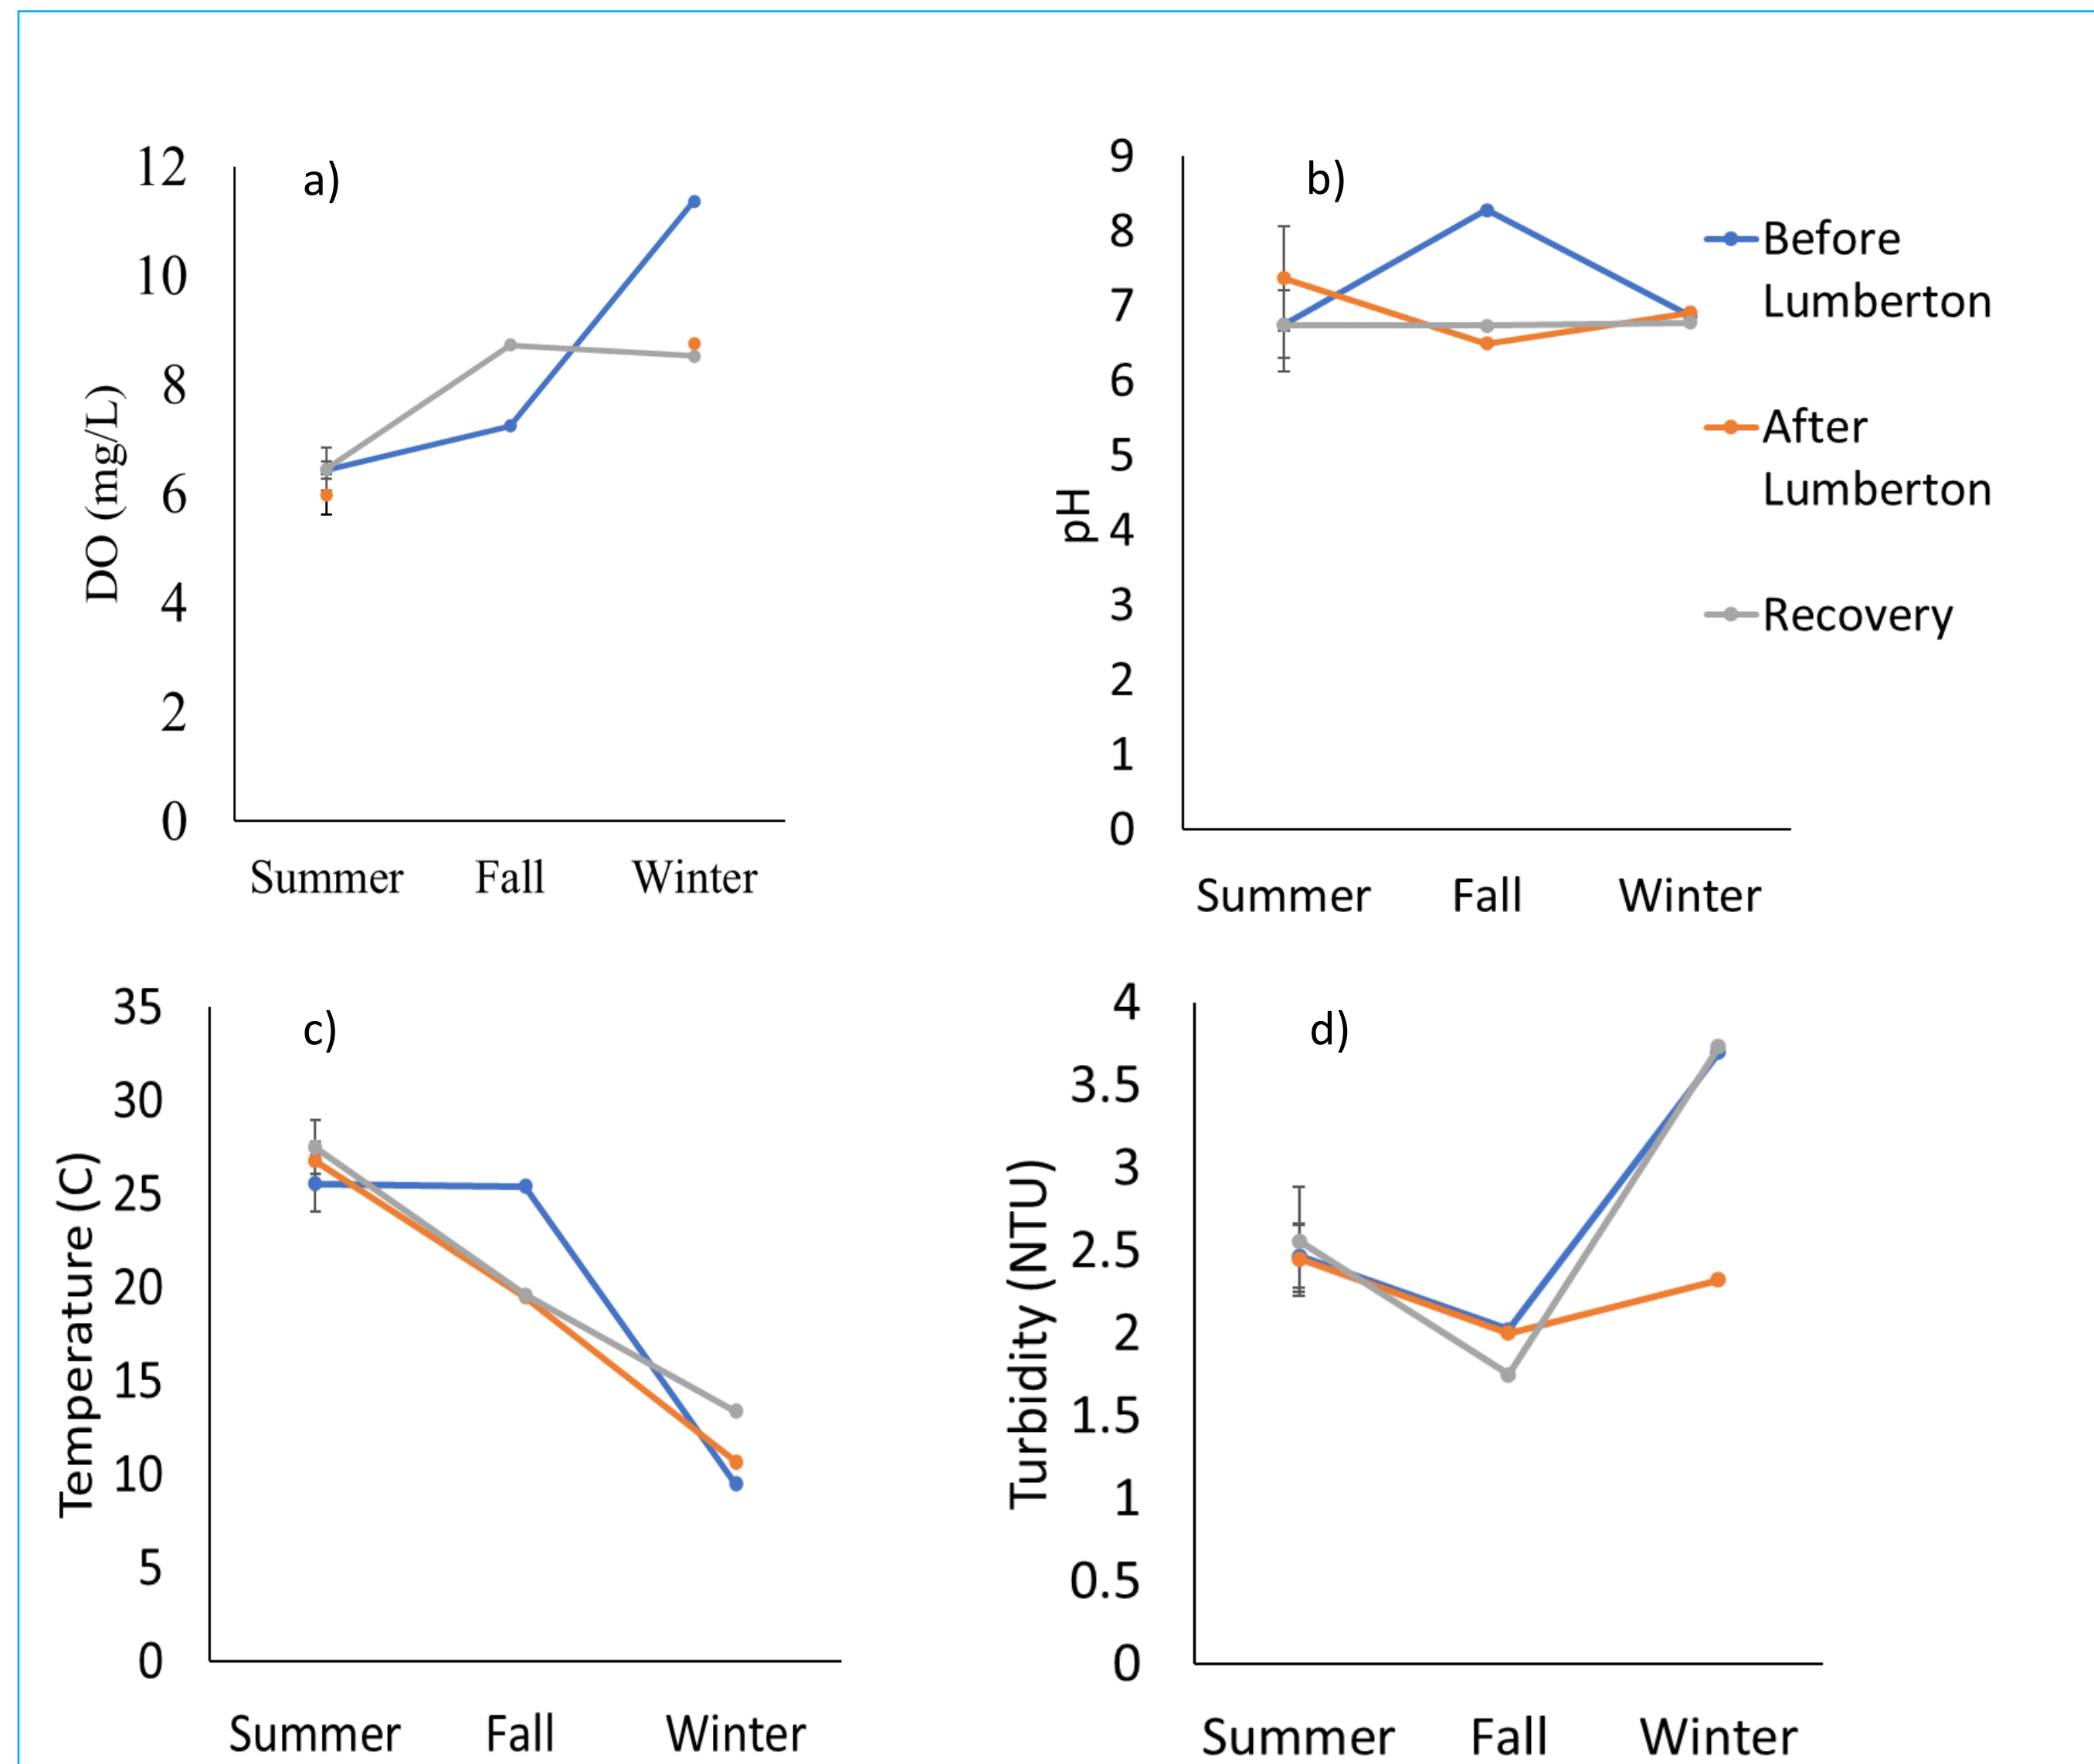 a)
12
10
8
6
4
2
0
DO (mg/L)
Summer Fall Winter
b)
9
8
7
6
5
4
3
2
1
0
pH
Summer Fall Winter
Before
Lumberton
After
Lumberton
Recovery
c)
35
30
25
20
15
10
5
0
Temperature (C)
Summer Fall Winter
d)
4
3.5
3
2.5
2
1.5
1
0.5
0
Turbidity (NTU)
Summer Fall Winter